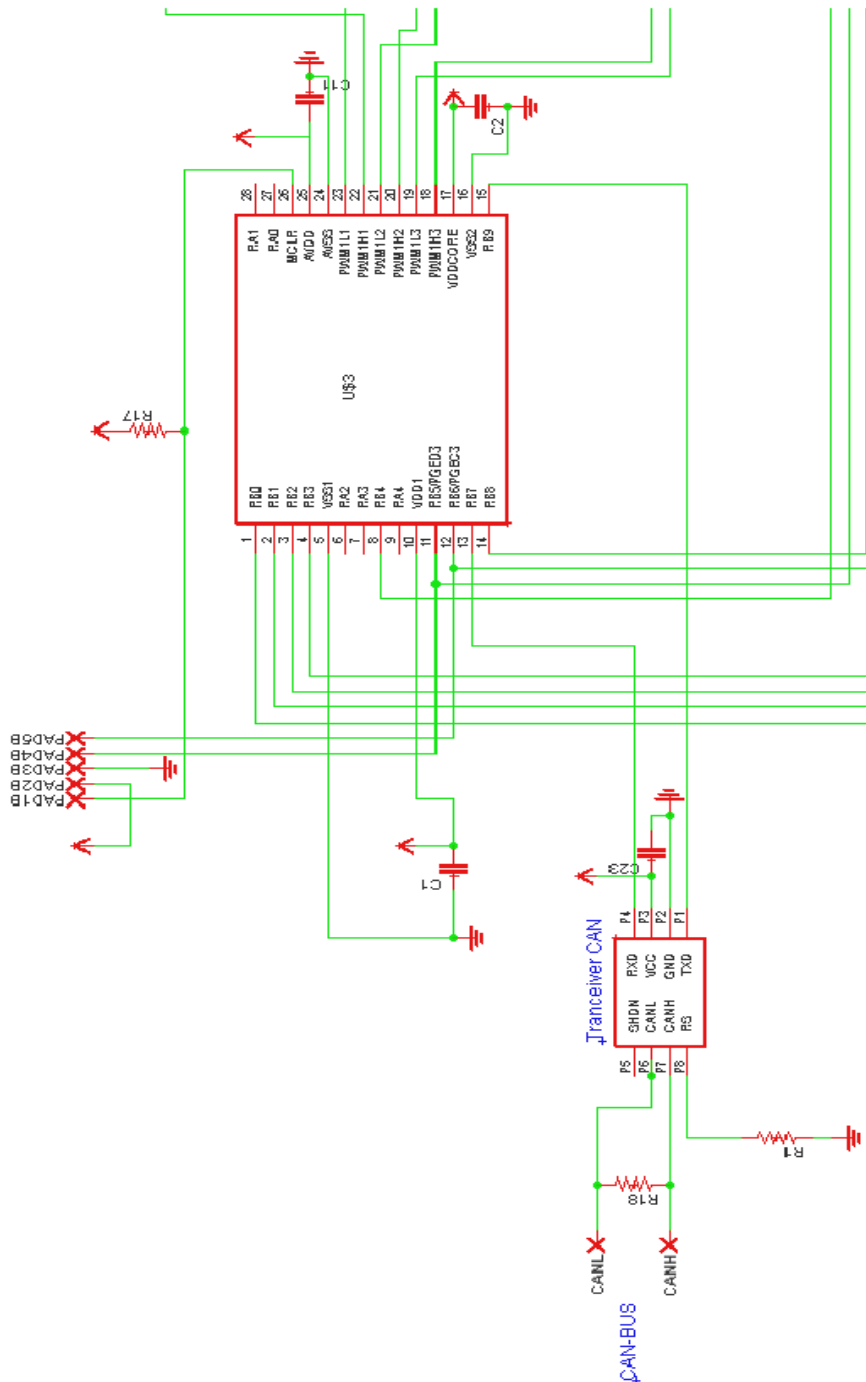 C11
C2
28
27
26
25
24
23
22
21
20
19
18
17
16
15
RA1
RA0
MCLR
AVDD
AVSS
PWM1L1
PWM1H1
PWM1L2
PWM1H2
PWM1L3
PWM1H3
VDDCORE
VSS2
RB9
U$3
R17
RB0
RB1
RB2
RB3
VSS1
RA2
RA3
RB4
RA4
VDD1
RB5/PGED3
RB6/PGEC3
RB7
RB8
1
2
3
4
5
6
7
8
9
10
11
12
13
14
PAD5B
PAD4B
PAD3B
PAD2B
PAD1B
C1
C23
P4
P3
P2
P1
Tranceiver CAN
RXD
VCC
GND
TXD
SHDN
CANL
CANH
RS
P5
P6
P7
P8
R1
R18
CANL
CANH
CAN-BUS